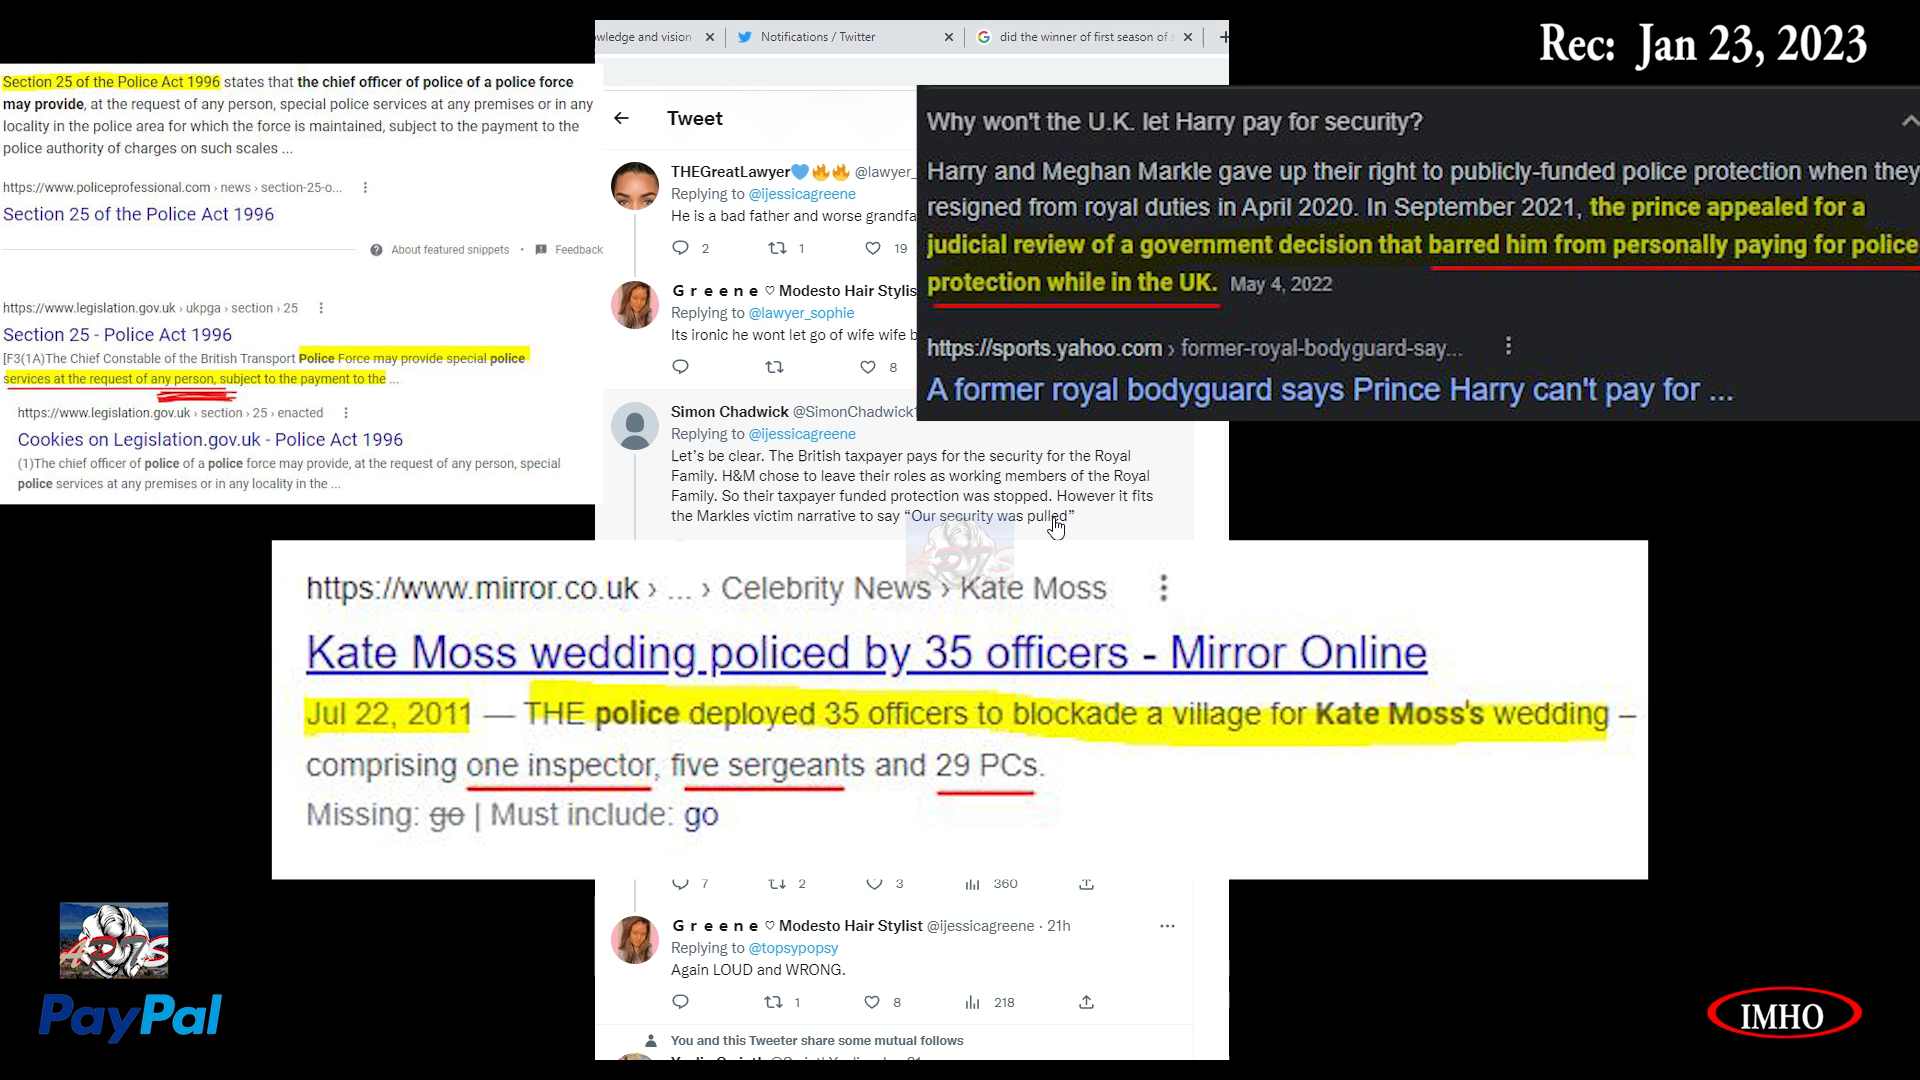 Rec: Jan 23, 2023
wledge and vision
Notifications / Twitter
did the winner of first season of
Section 25 of the Police Act 1996 states that the chief officer of police of a police force
may provide, at the request of any person, special police services at any premises or in any
locality in the police area for which the force is maintained, subject to the payment to the
police authority of charges on such scales ...
https://www.policeprofessional.com › news › section-25-o...
Section 25 of the Police Act 1996
About featured snippets • Feedback
https://www.legislation.gov.uk › ukpga › section › 25
Section 25 - Police Act 1996
[F3(1A)The Chief Constable of the British Transport Police Force may provide special police
services at the request of any person, subject to the payment to the ...
https://www.legislation.gov.uk › section › 25 › enacted
Cookies on Legislation.gov.uk - Police Act 1996
(1)The chief officer of police of a police force may provide, at the request of any person, special
police services at any premises or in any locality in the ...
Tweet
THEGreatLawyer💙🔥🔥 @lawyer_
Replying to @ijessicagreene
He is a bad father and worse grandfa
2 1 19
G r e e n e ♡ Modesto Hair Stylis
Replying to @lawyer_sophie
Its ironic he wont let go of wife wife b
8
Simon Chadwick @SimonChadwick1
Replying to @ijessicagreene
Let's be clear. The British taxpayer pays for the security for the Royal
Family. H&M chose to leave their roles as working members of the Royal
Family. So their taxpayer funded protection was stopped. However it fits
the Markles victim narrative to say “Our security was pulled”
Why won't the U.K. let Harry pay for security?
Harry and Meghan Markle gave up their right to publicly-funded police protection when they
resigned from royal duties in April 2020. In September 2021, the prince appealed for a
judicial review of a government decision that barred him from personally paying for police
protection while in the UK. May 4, 2022
https://sports.yahoo.com › former-royal-bodyguard-say...
A former royal bodyguard says Prince Harry can't pay for ...
https://www.mirror.co.uk › ... › Celebrity News › Kate Moss
Kate Moss wedding policed by 35 officers - Mirror Online
Jul 22, 2011 — THE police deployed 35 officers to blockade a village for Kate Moss's wedding –
comprising one inspector, five sergeants and 29 PCs.
Missing: go | Must include: go
7 2 3 360
G r e e n e ♡ Modesto Hair Stylist @ijessicagreene · 21h
Replying to @topsypopsy
Again LOUD and WRONG.
1 8 218
You and this Tweeter share some mutual follows
PayPal
IMHO